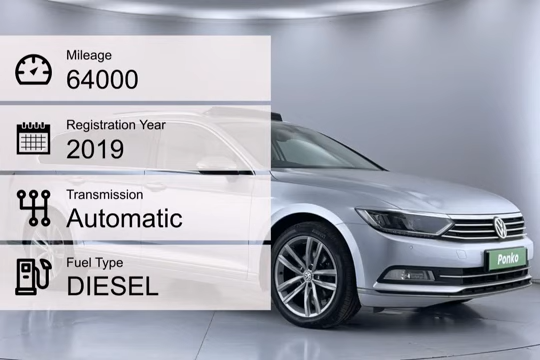 Mileage
64000
Registration Year
2019
Transmission
Automatic
Fuel Type
DIESEL
Ponko